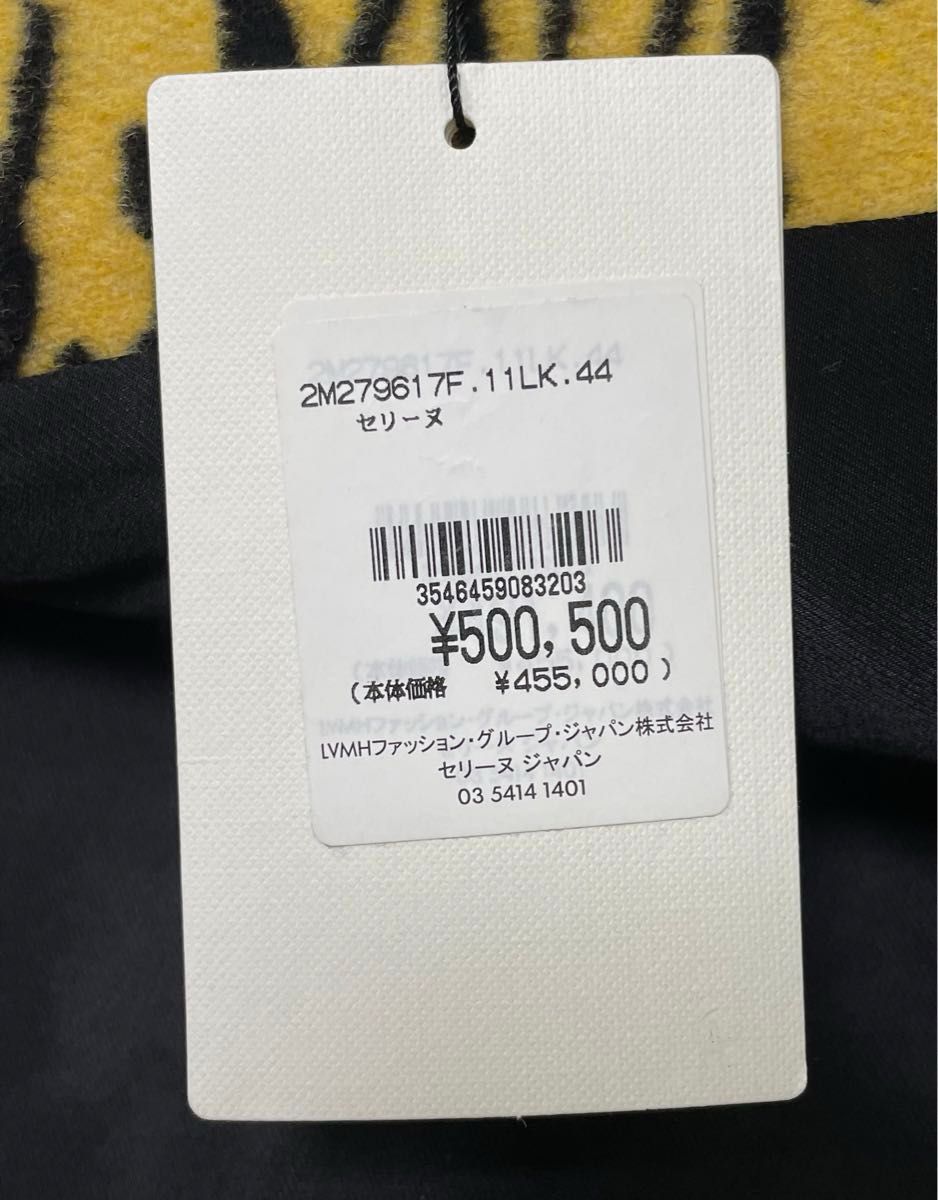 2M279617F.11LK.44
セリーヌ
3546459083203
¥500,500
(本体価格 ¥455,000)
LVMHファッション・グループ・ジャパン株式会社
セリーヌ ジャパン
03 5414 1401